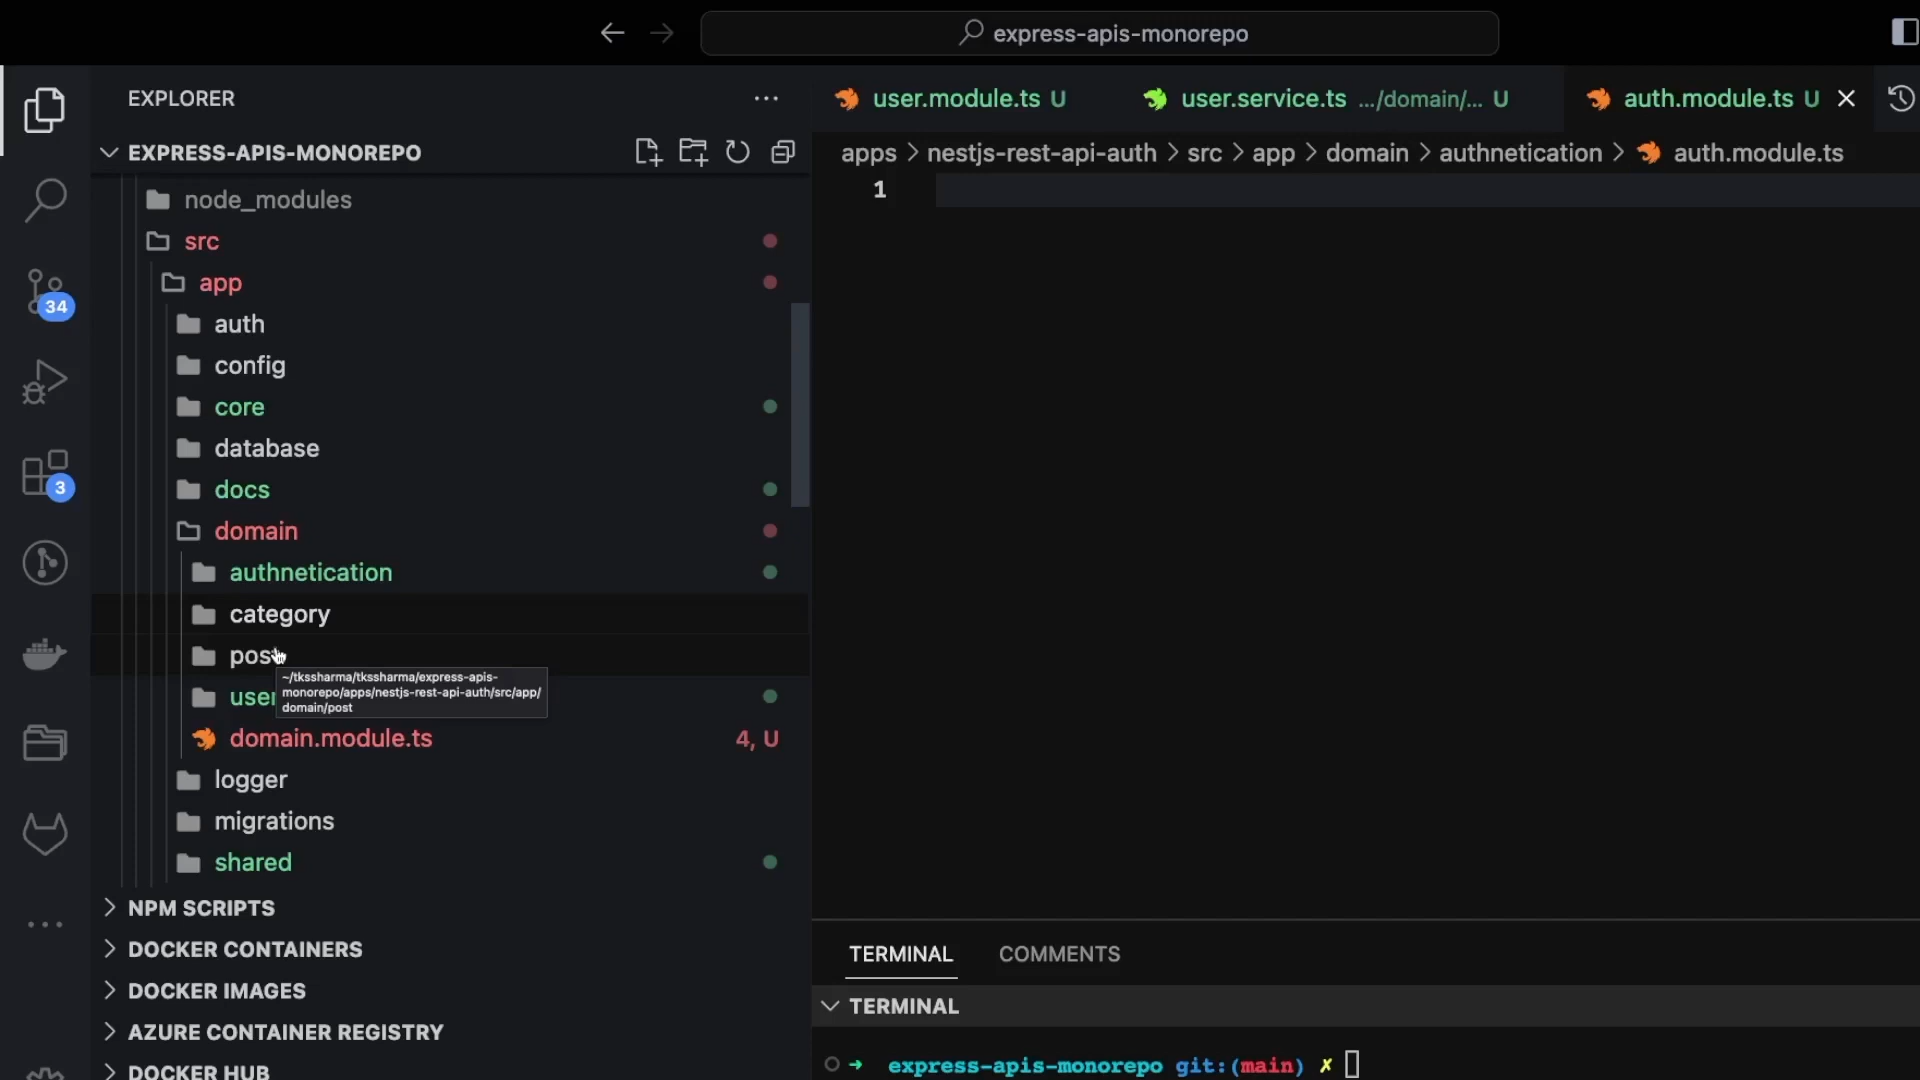 express-apis-monorepo
EXPLORER
EXPRESS-APIS-MONOREPO
node_modules
src
app
auth
config
core
database
docs
domain
authnetication
category
post
~/tkssharma/tkssharma/express-apis-
monorepo/apps/nestjs-rest-api-auth/src/app/
domain/post
user
domain.module.ts 4, U
logger
migrations
shared
NPM SCRIPTS
DOCKER CONTAINERS
DOCKER IMAGES
AZURE CONTAINER REGISTRY
DOCKER HUB
34
3
user.module.ts U
user.service.ts .../domain/... U
auth.module.ts U
apps > nestjs-rest-api-auth > src > app > domain > authnetication > auth.module.ts
1
TERMINAL
COMMENTS
TERMINAL
express-apis-monorepo git:(main) ✗